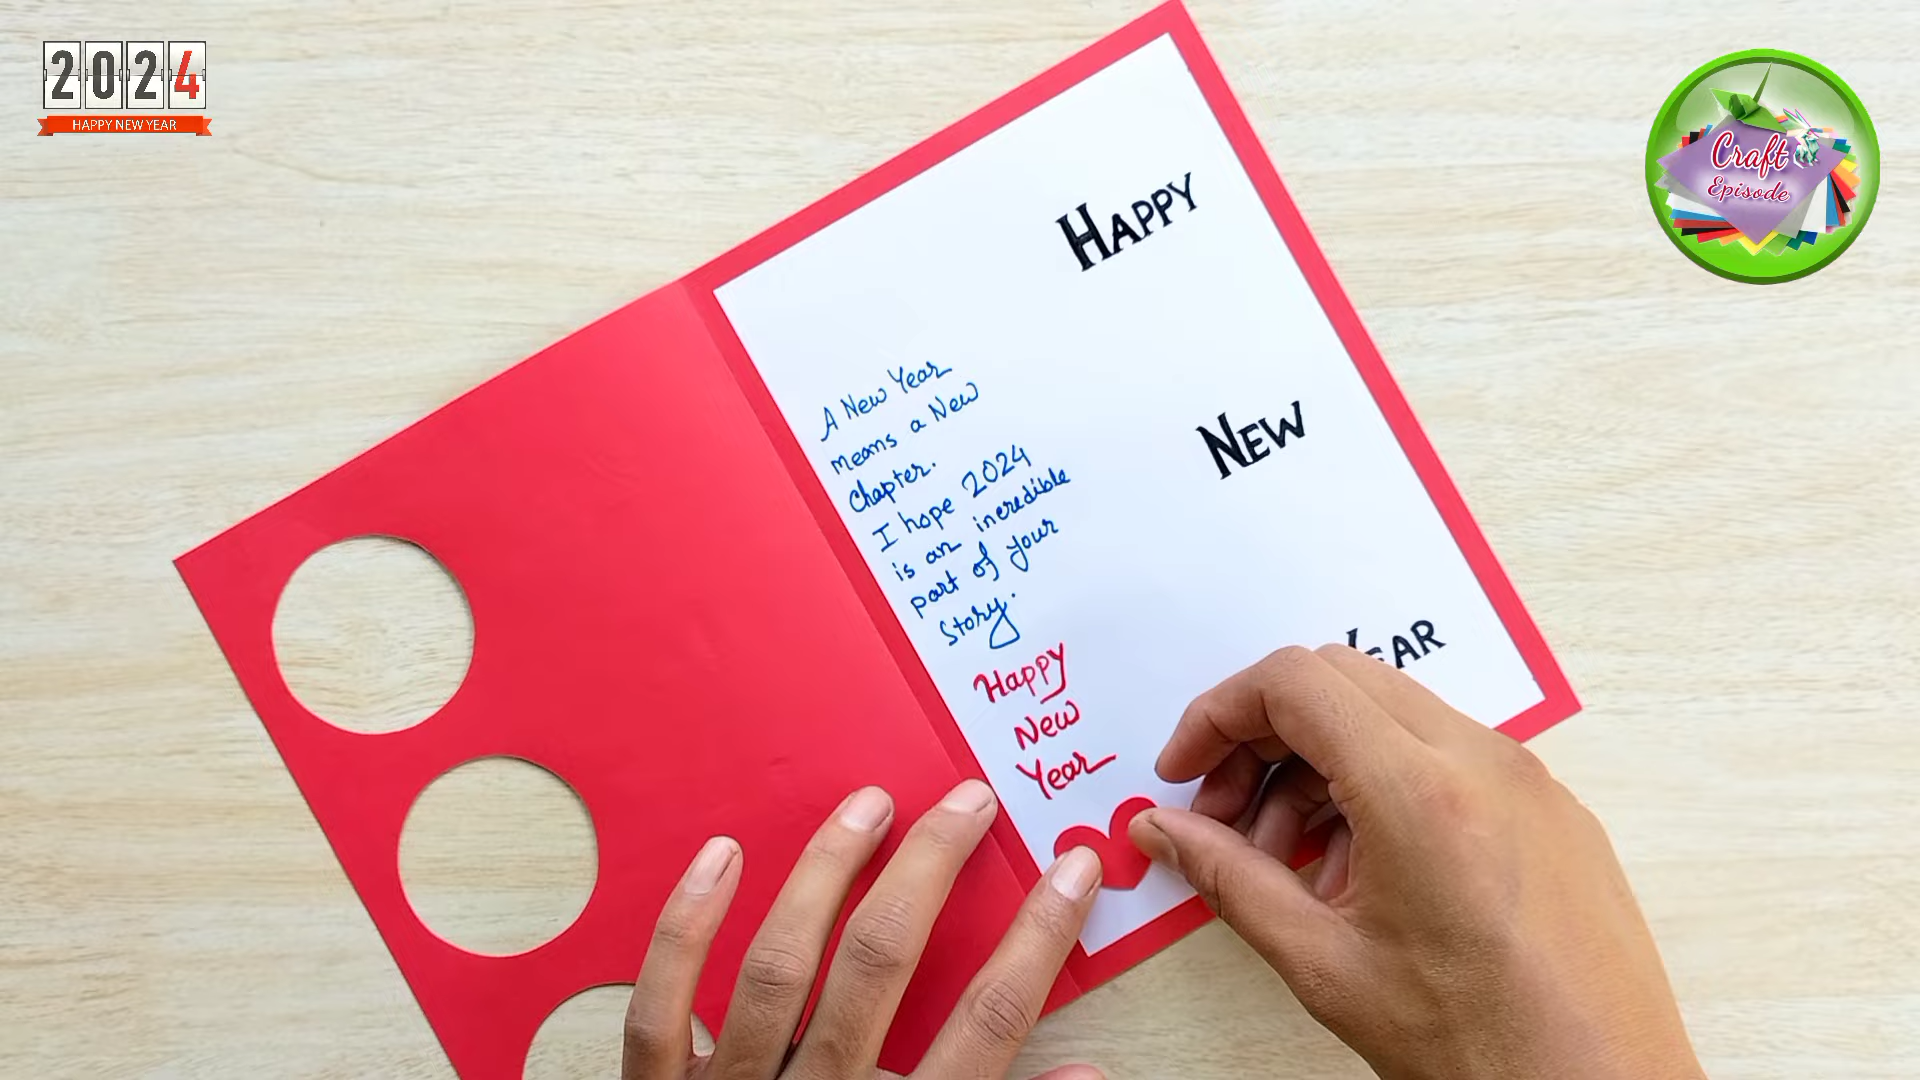 2024
HAPPY NEW YEAR
Craft
Episode
HAPPY
NEW
YEAR
A New Year
means a New
Chapter.
I hope 2024
is an incredible
part of your
Story.
Happy
New
Year